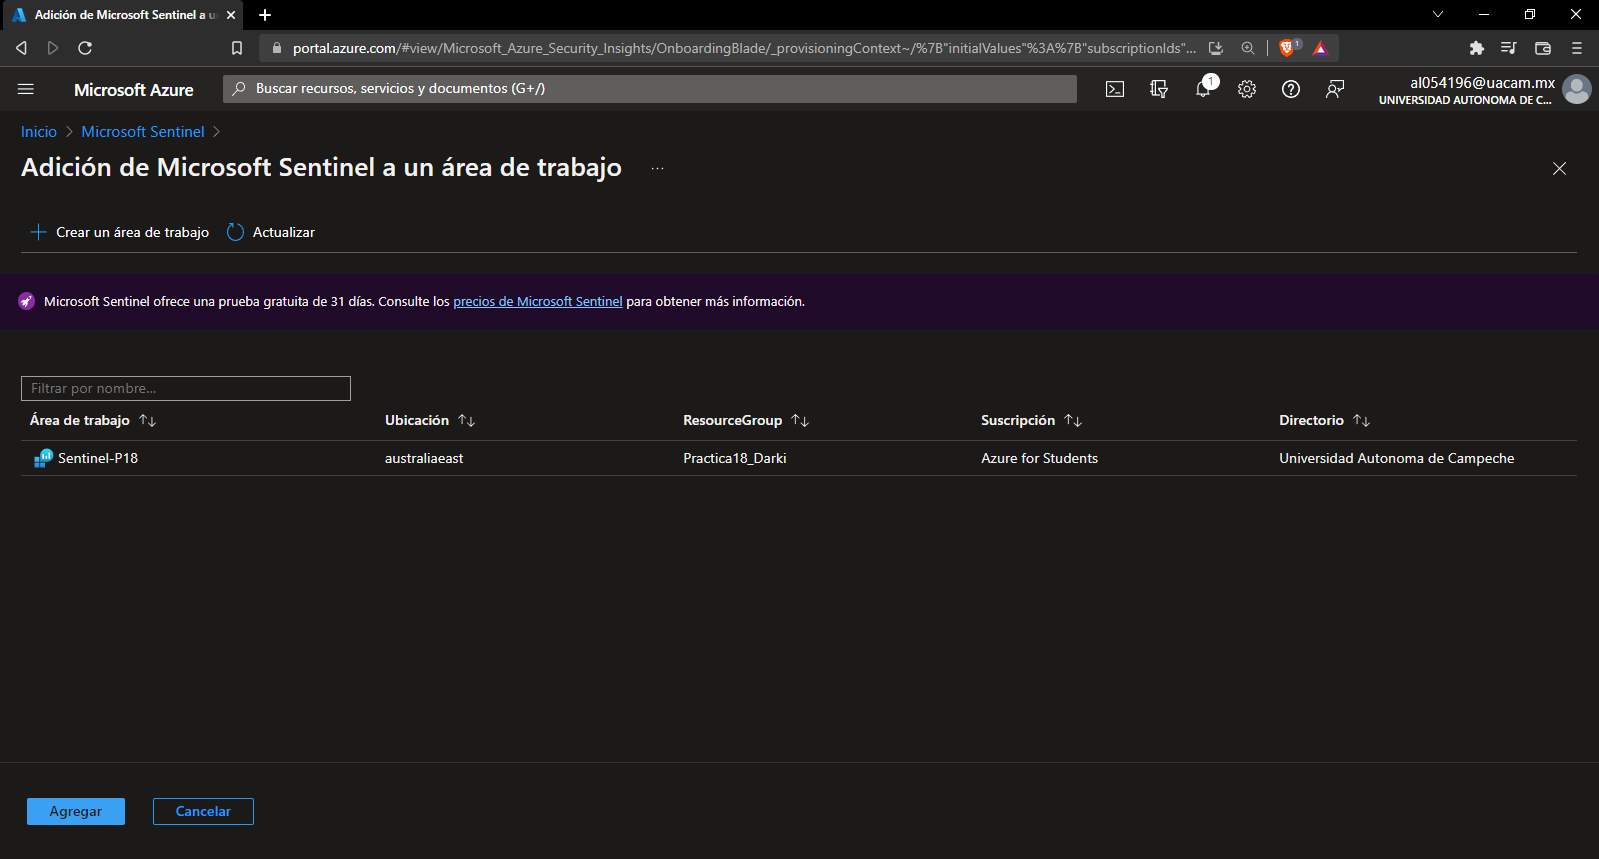 Adición de Microsoft Sentinel a u
portal.azure.com/#view/Microsoft_Azure_Security_Insights/OnboardingBlade/_provisioningContext~/%7B"initialValues"%3A%7B"subscriptionIds"...
1
Microsoft Azure
Buscar recursos, servicios y documentos (G+/)
1
al054196@uacam.mx
UNIVERSIDAD AUTONOMA DE C...
Inicio > Microsoft Sentinel >
Adición de Microsoft Sentinel a un área de trabajo ...
Crear un área de trabajo Actualizar
Microsoft Sentinel ofrece una prueba gratuita de 31 días. Consulte los precios de Microsoft Sentinel para obtener más información.
Filtrar por nombre...
Área de trabajo Ubicación ResourceGroup Suscripción Directorio
Sentinel-P18 australiaeast Practica18_Darki Azure for Students Universidad Autonoma de Campeche
Agregar Cancelar